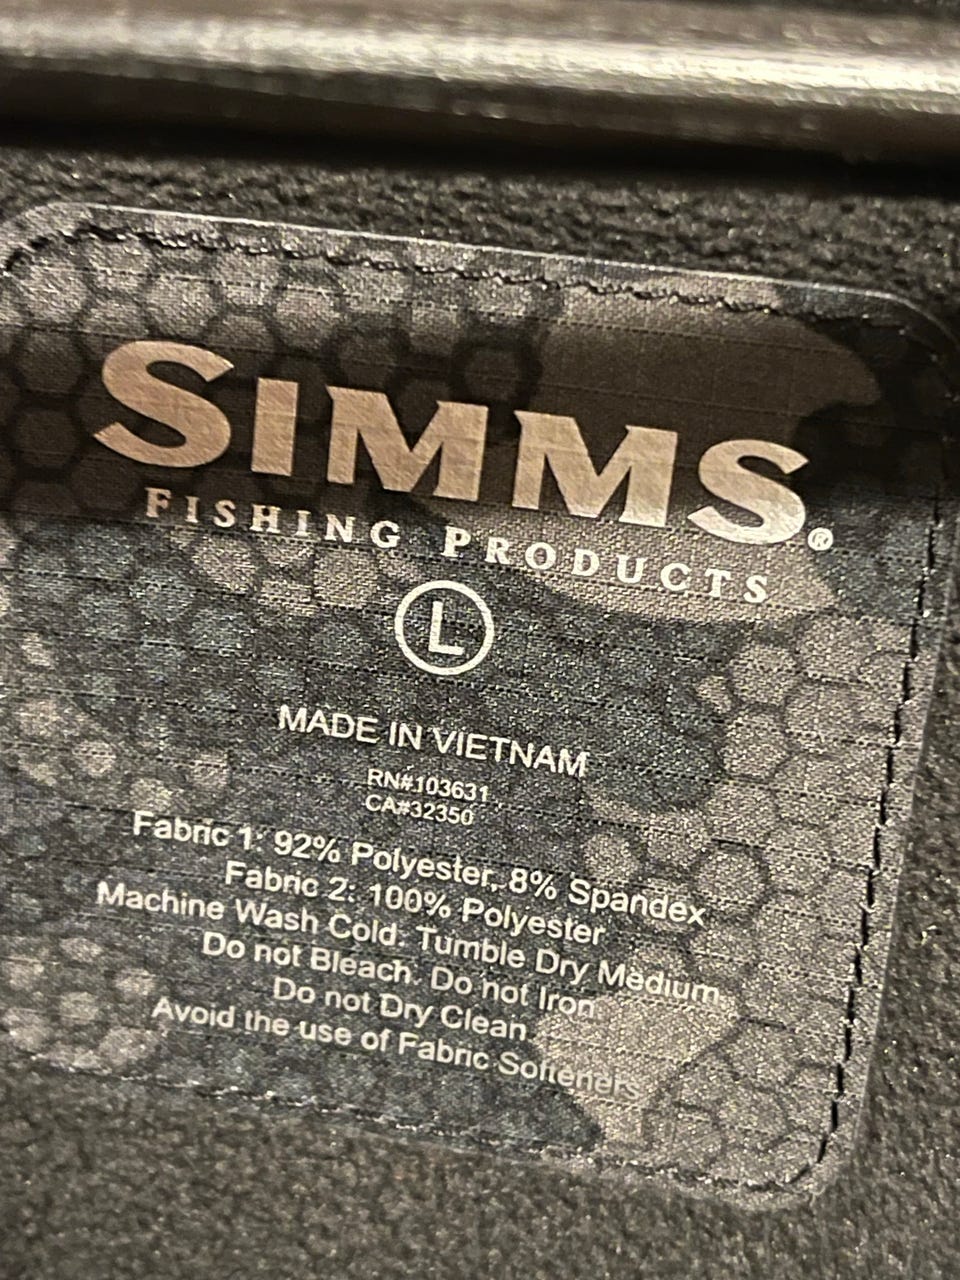 SIMMS®
FISHING PRODUCTS
L
MADE IN VIETNAM
RN#103631
CA#32350
Fabric 1: 92% Polyester, 8% Spandex
Fabric 2: 100% Polyester
Machine Wash Cold. Tumble Dry Medium.
Do not Bleach. Do not Iron.
Do not Dry Clean.
Avoid the use of Fabric Softeners